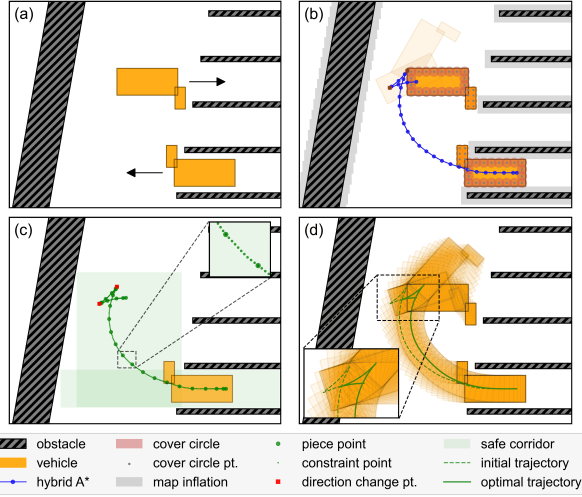 (a)
(b)
(c)
(d)
obstacle
cover circle
piece point
safe corridor
vehicle
cover circle pt.
constraint point
initial trajectory
hybrid A*
map inflation
direction change pt.
optimal trajectory